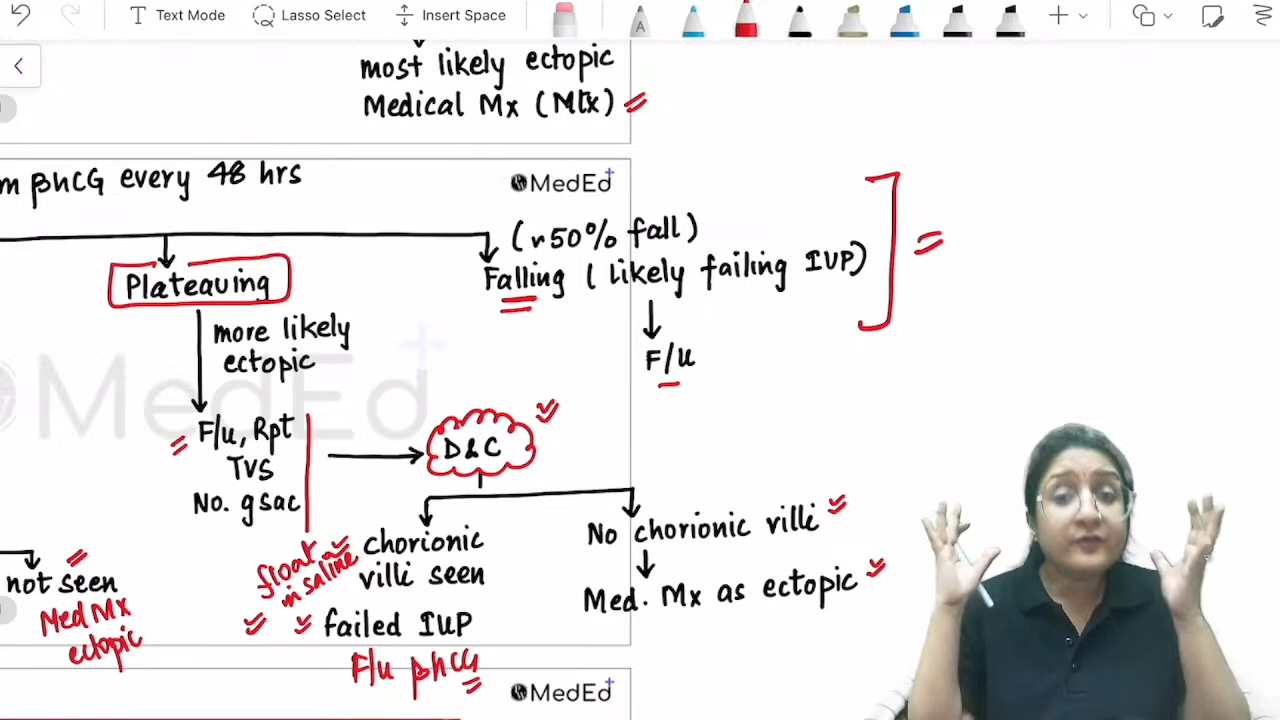 Text Mode
Lasso Select
Insert Space
A
most likely ectopic
Medical Mx (Mtx)
m βhCG every 48 hrs
MedEd+
(~50% fall)
Plateauing
Falling (likely failing IUP)
more likely
ectopic
F/u
MedEd+
F/u, Rpt
TVS
No. gsac
D&C
float
in saline
chorionic
villi seen
No chorionic villi
not seen
Med Mx
ectopic
Med. Mx as ectopic
failed IUP
F/u βhCG
MedEd+